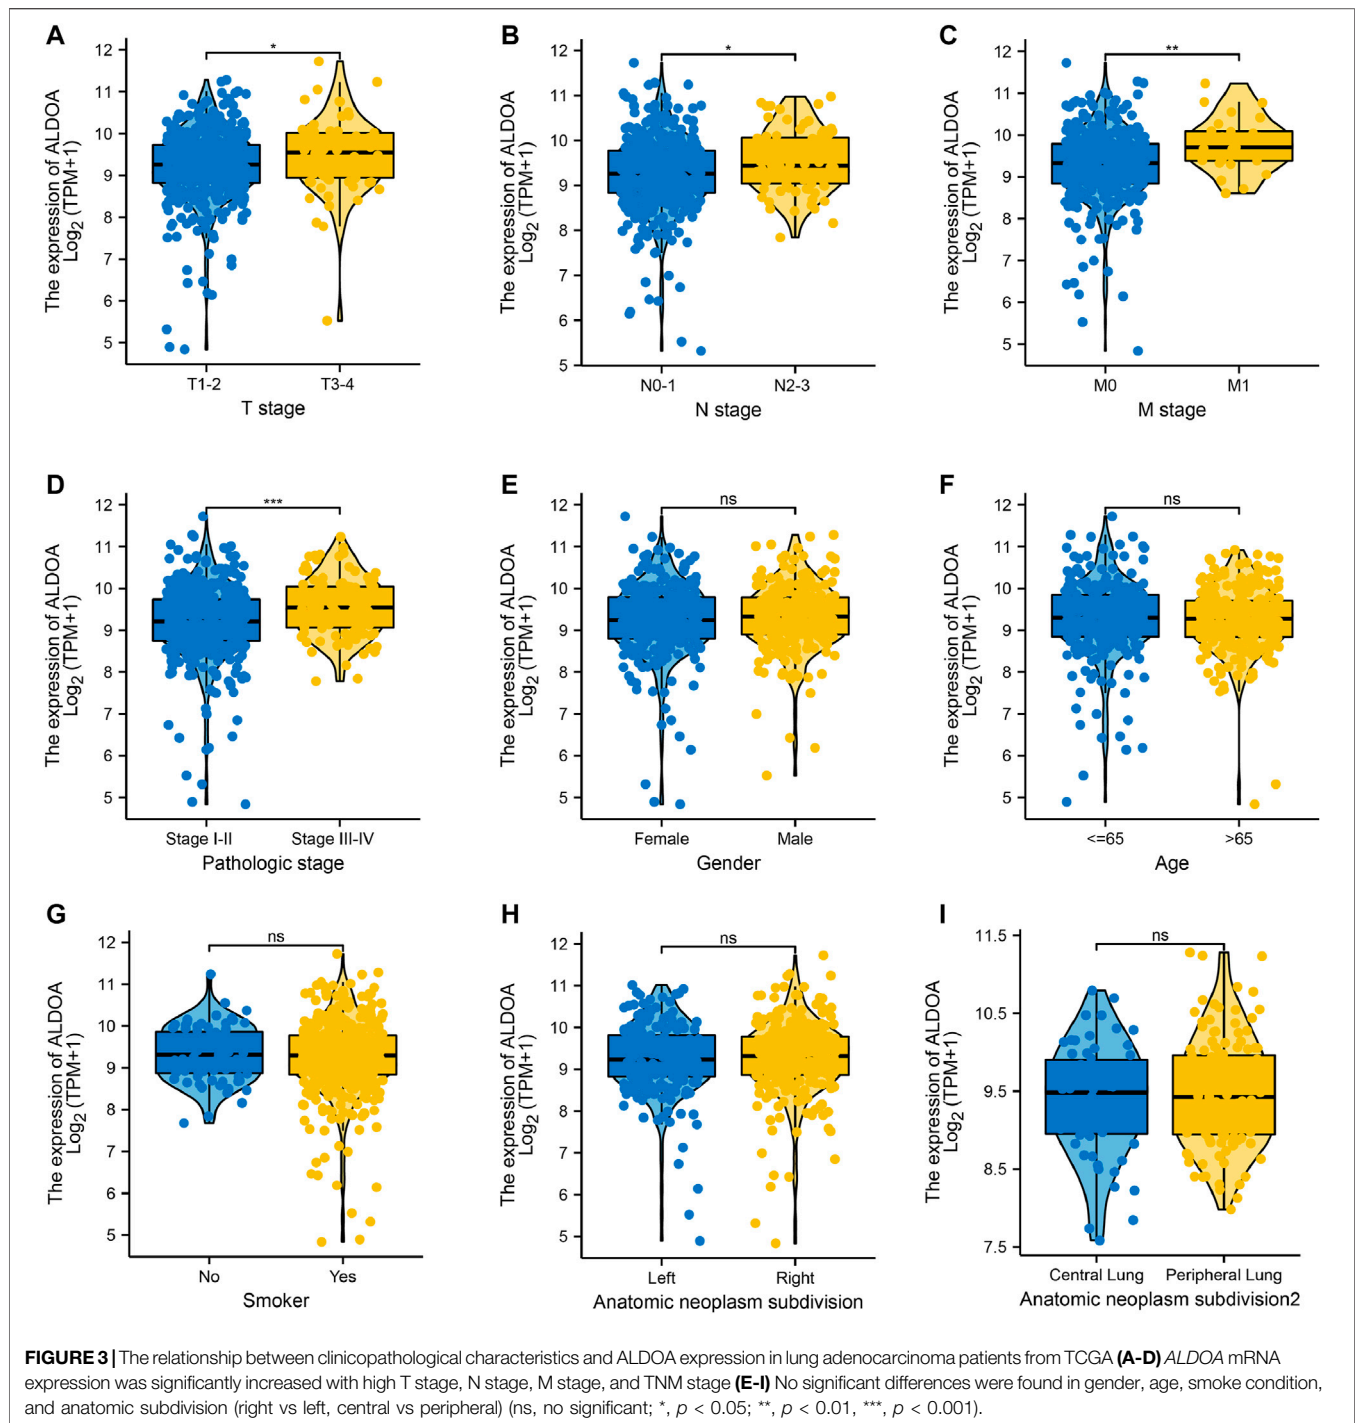 A
12
11
10
9
8
7
6
5
The expression of ALDOA
Log2 (TPM+1)
*
T1-2
T3-4
T stage
B
12
11
10
9
8
7
6
5
The expression of ALDOA
Log2 (TPM+1)
*
N0-1
N2-3
N stage
C
12
11
10
9
8
7
6
5
The expression of ALDOA
Log2 (TPM+1)
**
M0
M1
M stage
D
12
11
10
9
8
7
6
5
The expression of ALDOA
Log2 (TPM+1)
***
Stage I-II
Stage III-IV
Pathologic stage
E
12
11
10
9
8
7
6
5
The expression of ALDOA
Log2 (TPM+1)
ns
Female
Male
Gender
F
12
11
10
9
8
7
6
5
The expression of ALDOA
Log2 (TPM+1)
ns
<=65
>65
Age
G
12
11
10
9
8
7
6
5
The expression of ALDOA
Log2 (TPM+1)
ns
No
Yes
Smoker
H
12
11
10
9
8
7
6
5
The expression of ALDOA
Log2 (TPM+1)
ns
Left
Right
Anatomic neoplasm subdivision
I
11.5
10.5
9.5
8.5
7.5
The expression of ALDOA
Log2 (TPM+1)
ns
Central Lung
Peripheral Lung
Anatomic neoplasm subdivision2
FIGURE 3 | The relationship between clinicopathological characteristics and ALDOA expression in lung adenocarcinoma patients from TCGA (A-D) ALDOA mRNA
expression was significantly increased with high T stage, N stage, M stage, and TNM stage (E-I) No significant differences were found in gender, age, smoke condition,
and anatomic subdivision (right vs left, central vs peripheral) (ns, no significant; *, p < 0.05; **, p < 0.01, ***, p < 0.001).